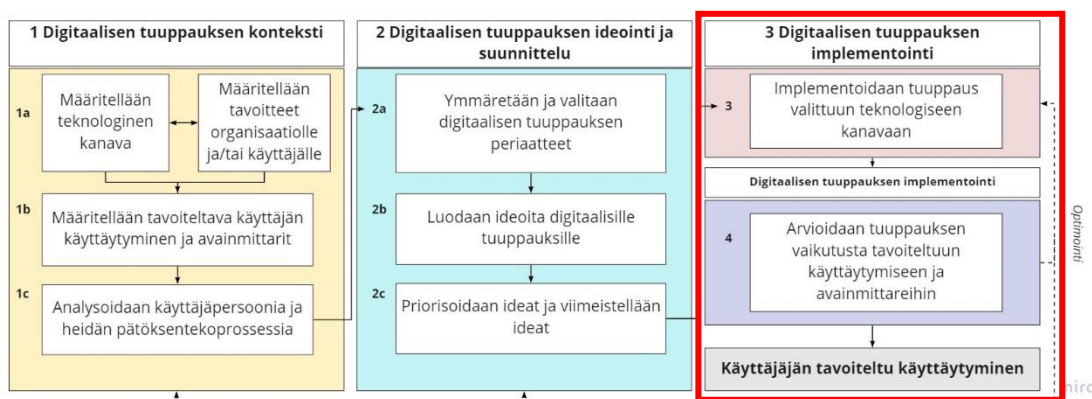 1 Digitaalisen tuuppauksen konteksti
1a
Määritellään
teknologinen
kanava
Määritellään
tavoitteet
organisaatiolle
ja/tai käyttäjälle
1b
Määritellään tavoiteltava käyttäjän
käyttäytyminen ja avainmittarit
1c
Analysoidaan käyttäjäpersoonia ja
heidän pätöksentekoprossessia
2 Digitaalisen tuuppauksen ideointi ja
suunnittelu
2a
Ymmäretään ja valitaan
digitaalisen tuuppauksen
periaatteet
2b
Luodaan ideoita digitaalisille
tuuppauksille
2c
Priorisoidaan ideat ja viimeistellään
ideat
3 Digitaalisen tuuppauksen
implementointi
3
Implementoidaan tuuppaus
valittuun teknologiseen
kanavaan
Digitaalisen tuuppauksen implementointi
4
Arvioidaan tuuppauksen
vaikutusta tavoiteltuun
käyttäytymiseen ja
avainmittareihin
Käyttäjäjän tavoiteltu käyttäytyminen
Optimointi
miro